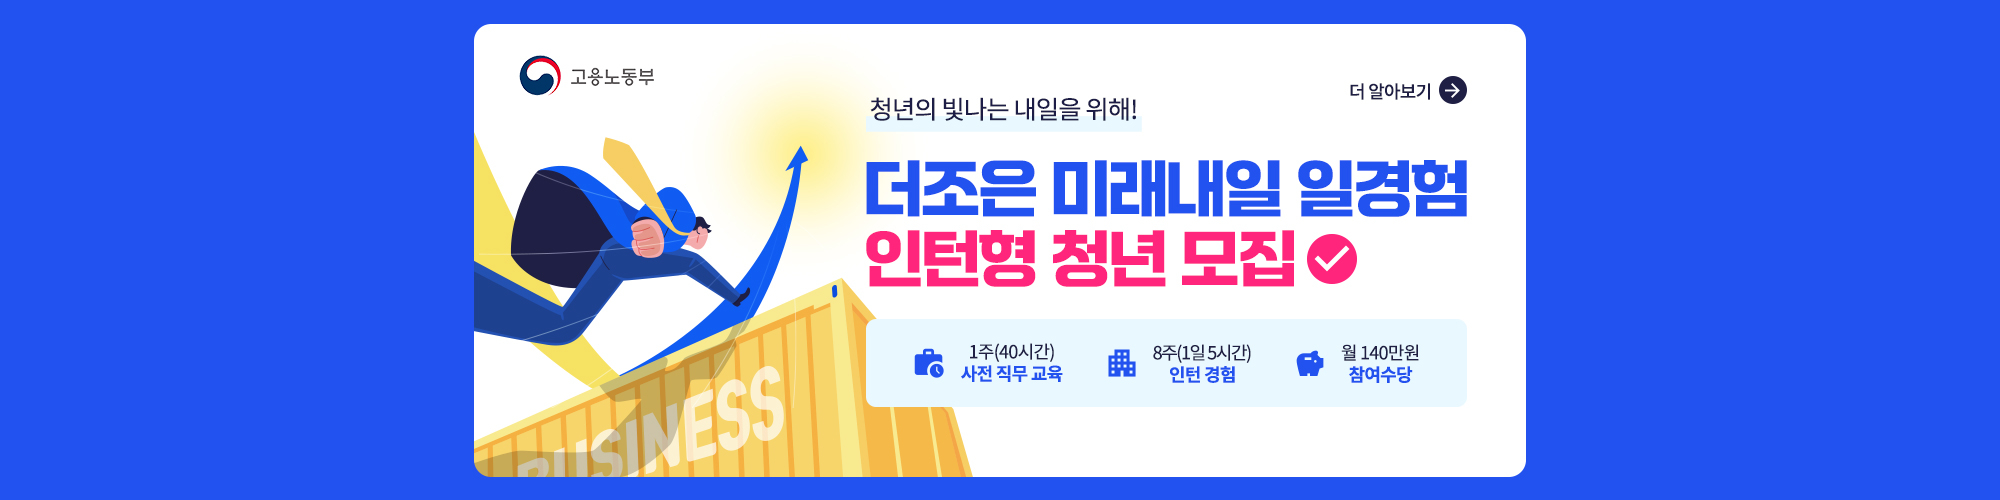 고용노동부
더 알아보기
청년의 빛나는 내일을 위해!
더조은 미래내일 일경험
인턴형 청년 모집
1주(40시간)
사전 직무 교육
8주(1일 5시간)
인턴 경험
월 140만원
참여수당
BUSINESS